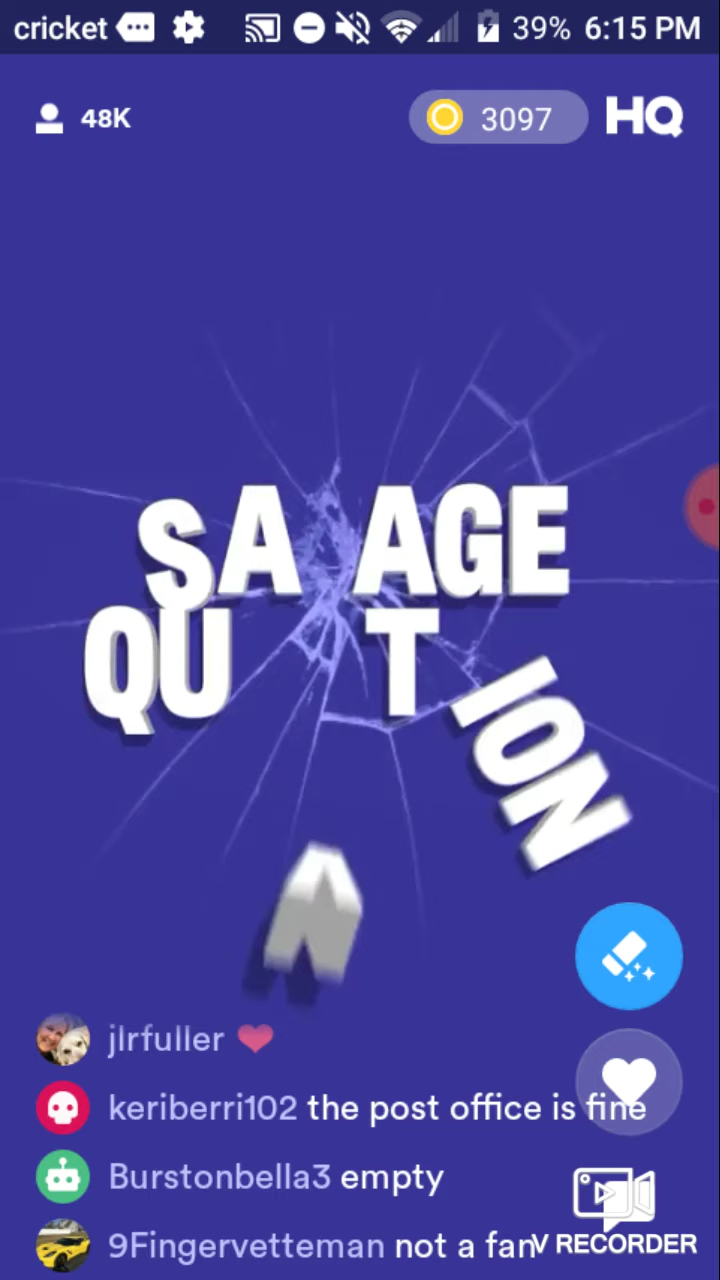 cricket 39% 6:15 PM
48K 3097 HQ
SA AGE
QU T ION
jlrfuller ❤
keriberri102 the post office is fine
Burstonbella3 empty
9Fingervetteman not a fan
V RECORDER